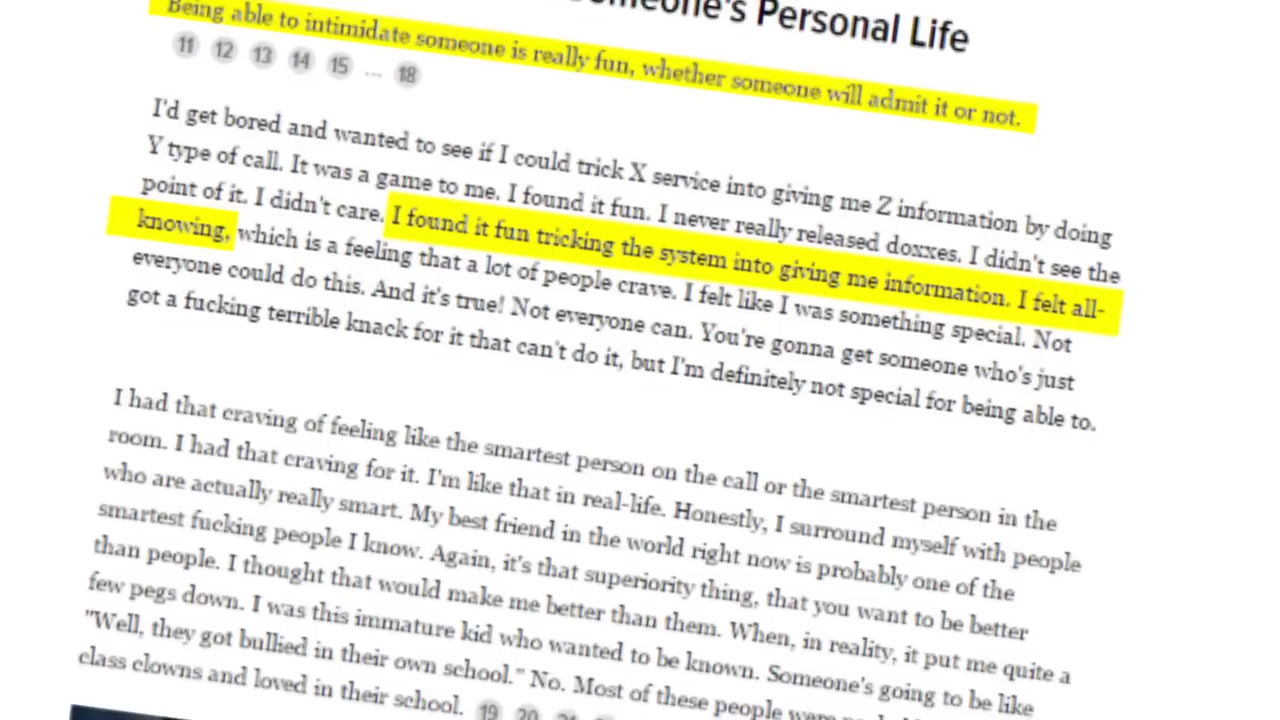 Someone's Personal Life
Being able to intimidate someone is really fun, whether someone will admit it or not.
11 12 13 14 15 ... 18
I'd get bored and wanted to see if I could trick X service into giving me Z information by doing
Y type of call. It was a game to me. I found it fun. I never really released doxxes. I didn't see the
point of it. I didn't care. I found it fun tricking the system into giving me information. I felt all-
knowing, which is a feeling that a lot of people crave. I felt like I was something special. Not
everyone could do this. And it's true! Not everyone can. You're gonna get someone who's just
got a fucking terrible knack for it that can't do it, but I'm definitely not special for being able to.
I had that craving of feeling like the smartest person on the call or the smartest person in the
room. I had that craving for it. I'm like that in real-life. Honestly, I surround myself with people
who are actually really smart. My best friend in the world right now is probably one of the
smartest fucking people I know. Again, it's that superiority thing, that you want to be better
than people. I thought that would make me better than them. When, in reality, it put me quite a
few pegs down. I was this immature kid who wanted to be known. Someone's going to be like
"Well, they got bullied in their own school." No. Most of these people were
class clowns and loved in their school. 19 20